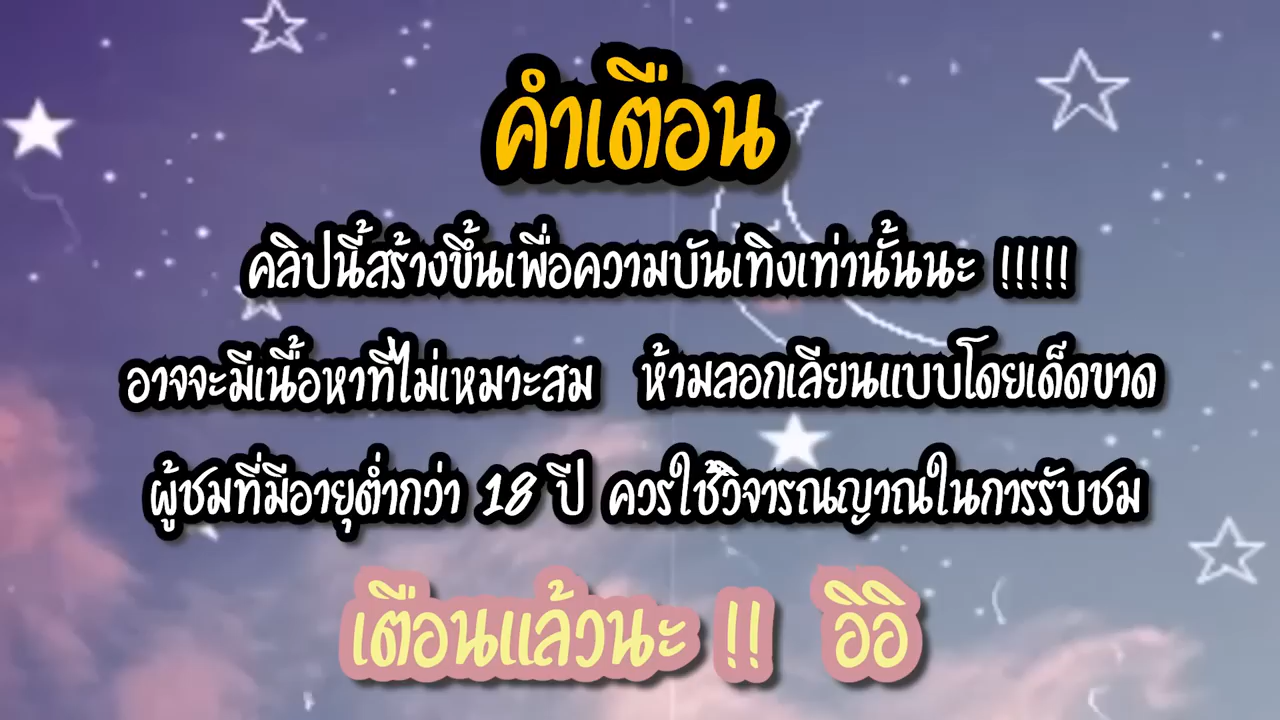 คำเตือน
คลิปนี้สร้างขึ้นเพื่อความบันเทิงเท่านั้นนะ !!!!!
อาจจะมีเนื้อหาที่ไม่เหมาะสม ห้ามลอกเลียนแบบโดยเด็ดขาด
ผู้ชมที่มีอายุต่ำกว่า 18 ปี ควรใช้วิจารณญาณในการรับชม
เตือนแล้วนะ !! อิอิ